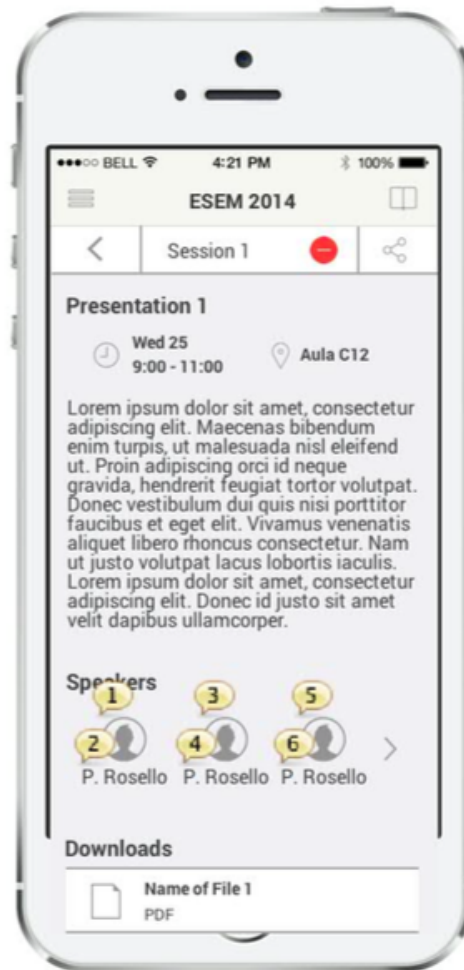 BELL 4:21 PM 100%
ESEM 2014
Session 1
Presentation 1
Wed 25
9:00 - 11:00
Aula C12
Lorem ipsum dolor sit amet, consectetur
adipiscing elit. Maecenas bibendum
enim turpis, ut malesuada nisl eleifend
ut. Proin adipiscing orci id neque
gravida, hendrerit feugiat tortor volutpat.
Donec vestibulum dui quis nisi porttitor
faucibus et eget elit. Vivamus venenatis
aliquet libero rhoncus consectetur. Nam
ut justo volutpat lacus lobortis iaculis.
Lorem ipsum dolor sit amet, consectetur
adipiscing elit. Donec id justo sit amet
velit dapibus ullamcorper.
Speakers
1 3 5
2 4 6
P. Rosello P. Rosello P. Rosello
Downloads
Name of File 1
PDF